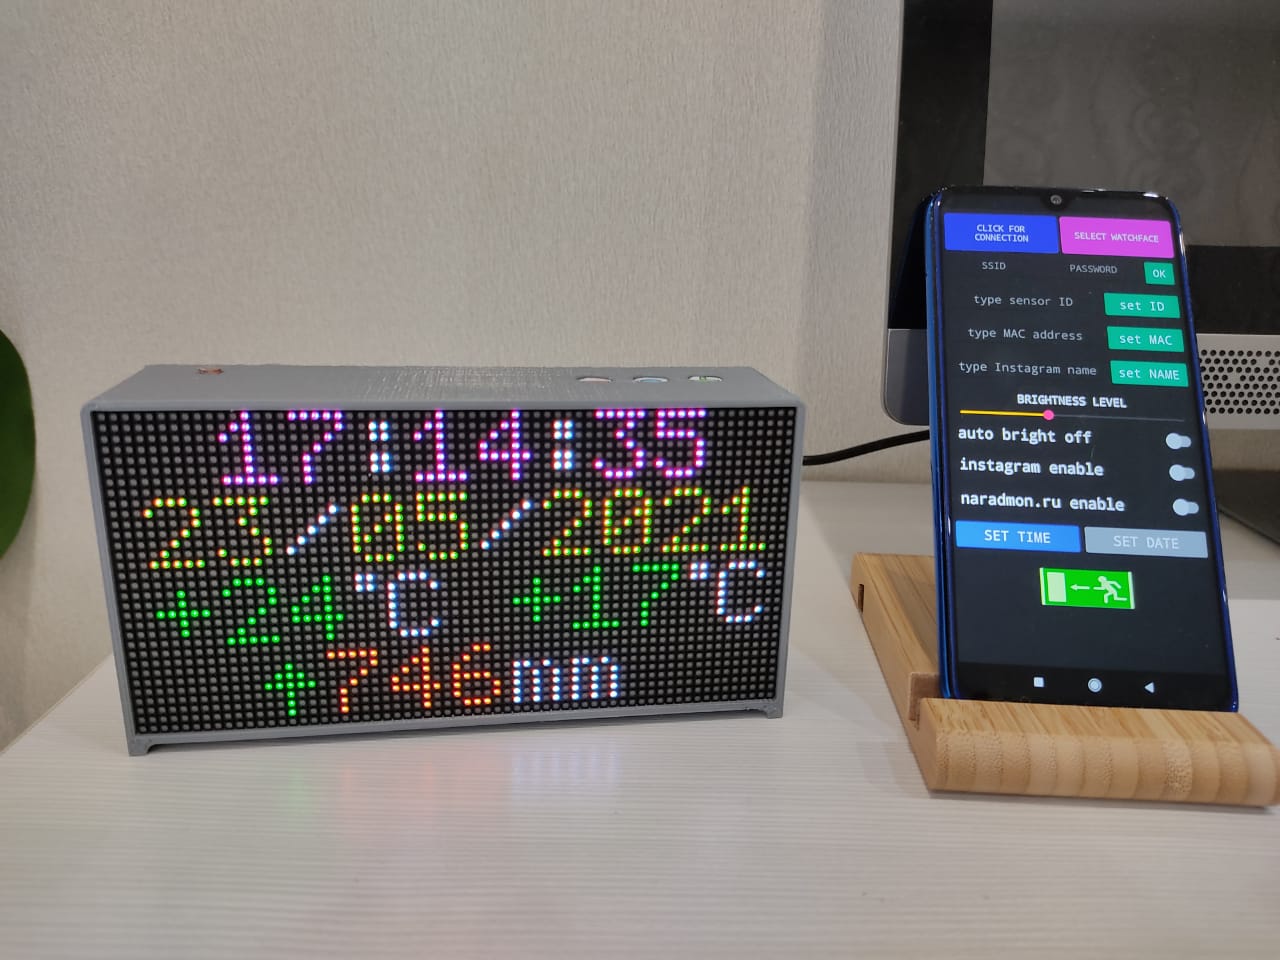 17:14:35
23/05/2021
+24°C +17°C
+746mm
CLICK FOR
CONNECTION
SELECT WATCHFACE
SSID PASSWORD OK
type sensor ID set ID
type MAC address set MAC
type Instagram name set NAME
BRIGHTNESS LEVEL
auto bright off
instagram enable
naradmon.ru enable
SET TIME SET DATE